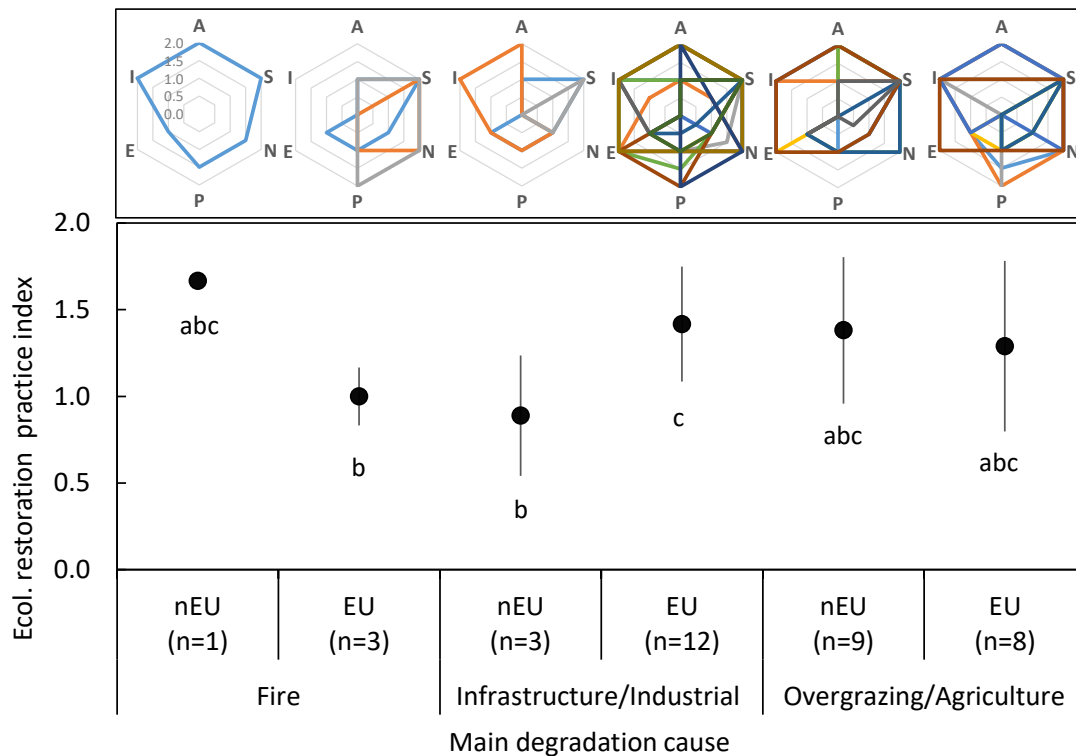 A A A A A A
2.0
1.5
1.0
0.5
0.0
I S I S I S I S I S I S
E N E N E N E N E N E N
P P P P P P
Ecol. restoration practice index
2.0
1.5
1.0
0.5
0.0
abc b b c abc abc
nEU EU nEU EU nEU EU
(n=1) (n=3) (n=3) (n=12) (n=9) (n=8)
Fire Infrastructure/Industrial Overgrazing/Agriculture
Main degradation cause